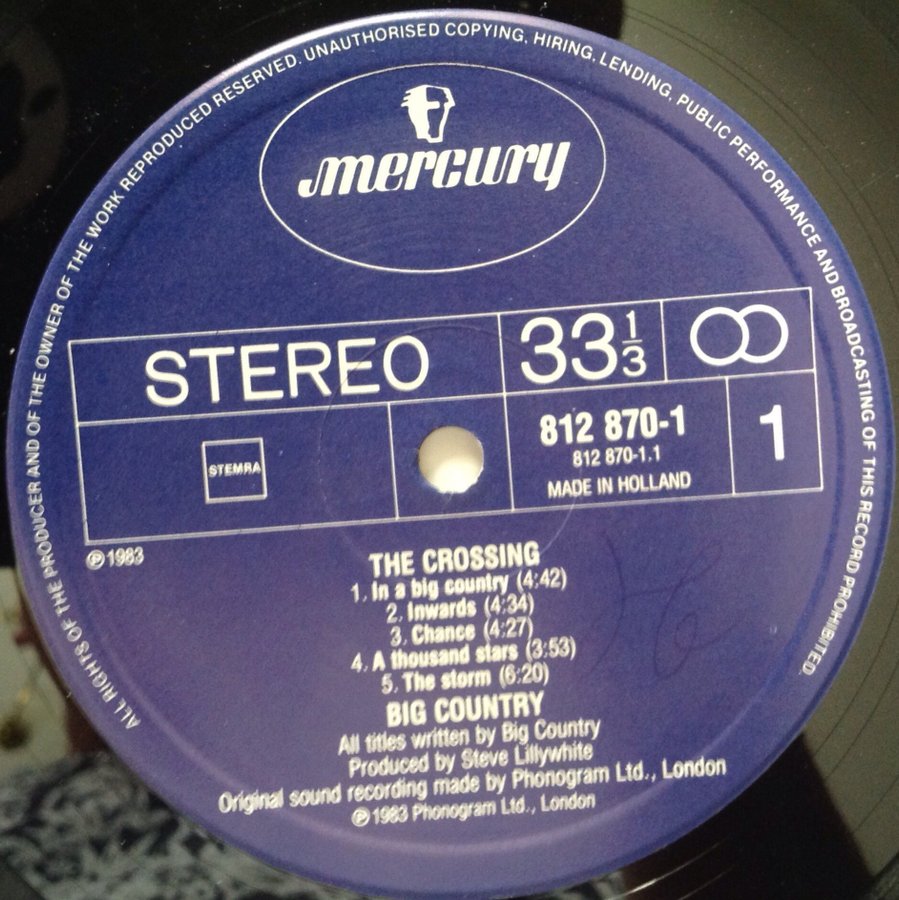 ALL RIGHTS OF THE PRODUCER AND OF THE OWNER OF THE WORK REPRODUCED RESERVED. UNAUTHORISED COPYING, HIRING, LENDING, PUBLIC PERFORMANCE AND BROADCASTING OF THIS RECORD PROHIBITED.
mercury
STEREO
33 1/3
STEMRA
812 870-1
812 870-1.1
MADE IN HOLLAND
1
℗ 1983
THE CROSSING
1. In a big country (4:42)
2. Inwards (4:34)
3. Chance (4:27)
4. A thousand stars (3:53)
5. The storm (6:20)
BIG COUNTRY
All titles written by Big Country
Produced by Steve Lillywhite
Original sound recording made by Phonogram Ltd., London
℗ 1983 Phonogram Ltd., London